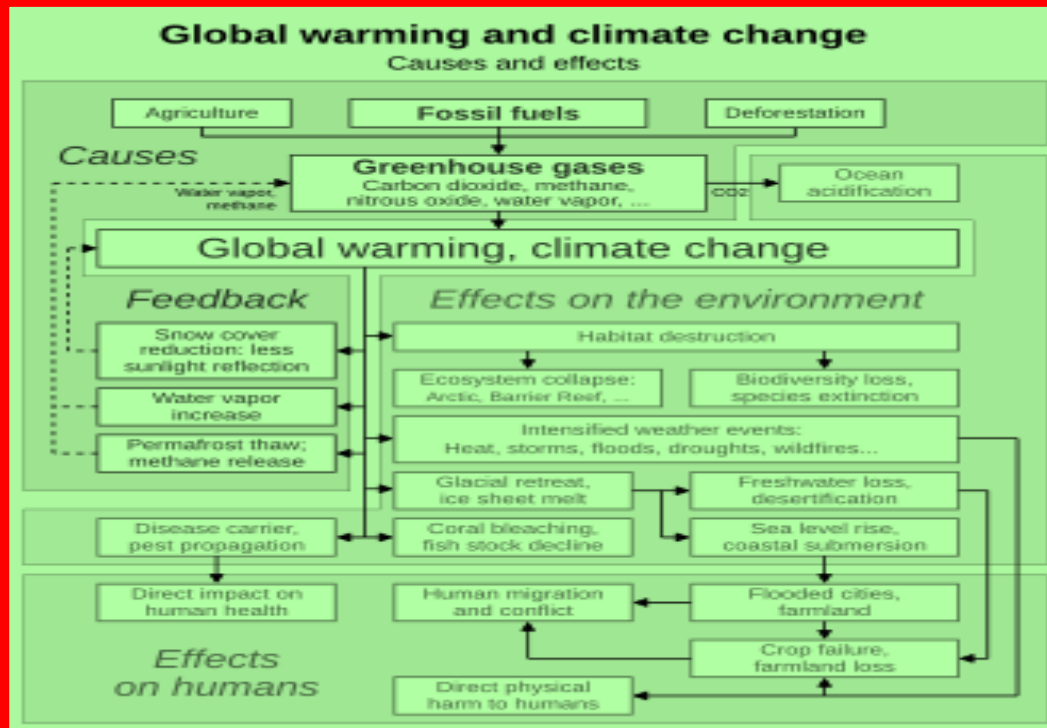 Global warming and climate change
Causes and effects
Agriculture
Fossil fuels
Deforestation
Causes
Greenhouse gases
Carbon dioxide, methane,
nitrous oxide, water vapor, ...
Water vapor,
methane
CO2
Ocean
acidification
Global warming, climate change
Feedback
Snow cover
reduction: less
sunlight reflection
Water vapor
increase
Permafrost thaw;
methane release
Effects on the environment
Habitat destruction
Ecosystem collapse:
Arctic, Barrier Reef, ...
Biodiversity loss,
species extinction
Intensified weather events:
Heat, storms, floods, droughts, wildfires...
Glacial retreat,
ice sheet melt
Freshwater loss,
desertification
Disease carrier,
pest propagation
Coral bleaching,
fish stock decline
Sea level rise,
coastal submersion
Direct impact on
human health
Human migration
and conflict
Flooded cities,
farmland
Crop failure,
farmland loss
Effects
on humans
Direct physical
harm to humans